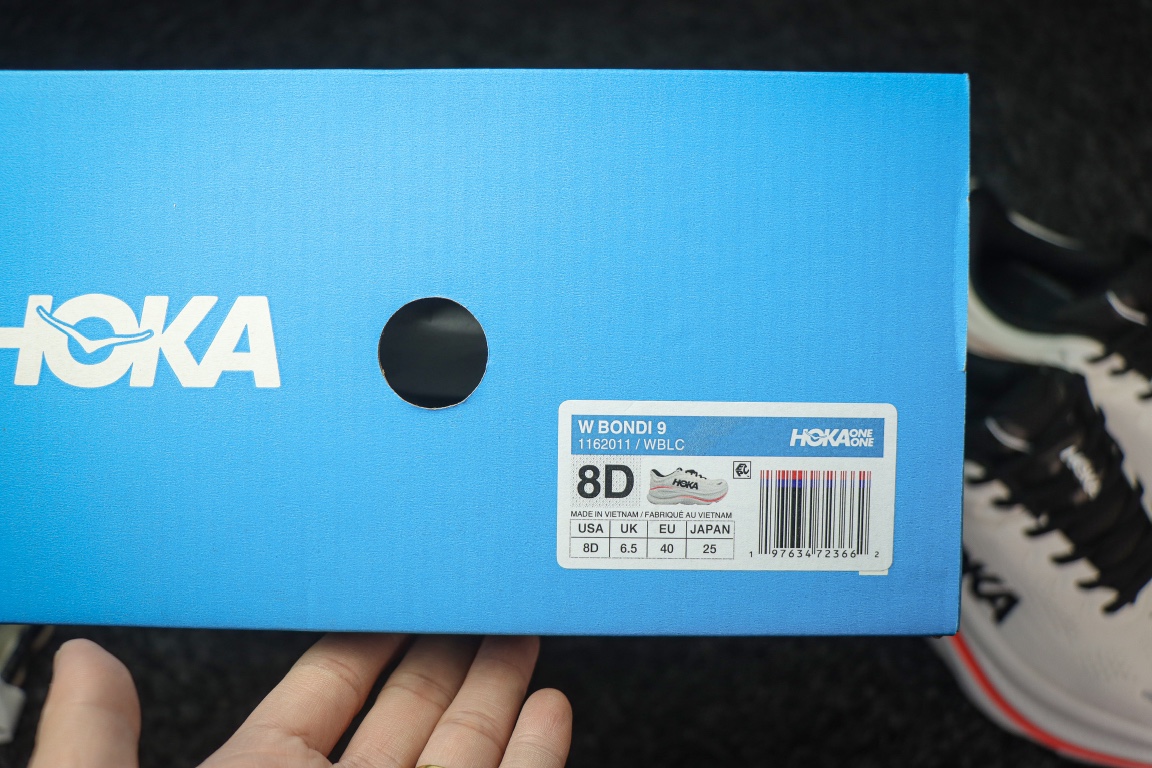 HOKA
W BONDI 9
1162011 / WBLC
HOKA ONE ONE
8D
HOKA
MADE IN VIETNAM / FABRIQUÉ AU VIETNAM
USA UK EU JAPAN
8D 6.5 40 25
1 97634 72366 2
HOKA